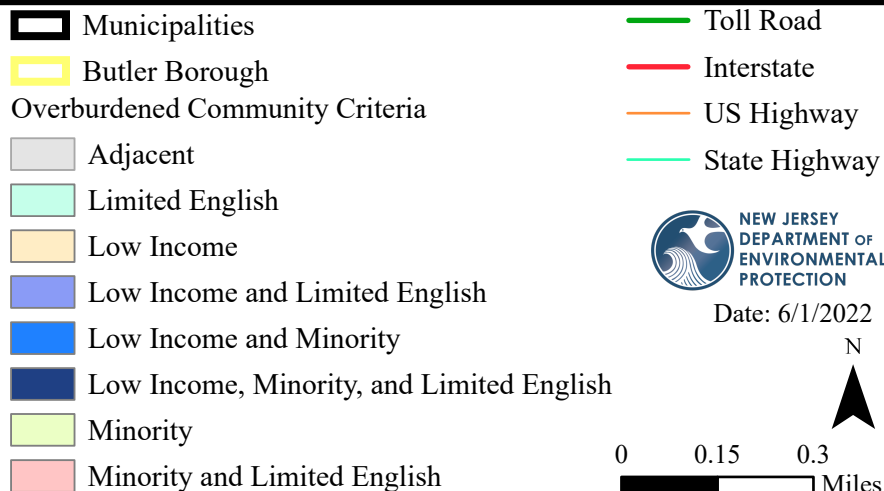 Municipalities
Butler Borough
Overburdened Community Criteria
Adjacent
Limited English
Low Income
Low Income and Limited English
Low Income and Minority
Low Income, Minority, and Limited English
Minority
Minority and Limited English
Toll Road
Interstate
US Highway
State Highway
NEW JERSEY
DEPARTMENT OF
ENVIRONMENTAL
PROTECTION
Date: 6/1/2022
N
0 0.15 0.3
Miles